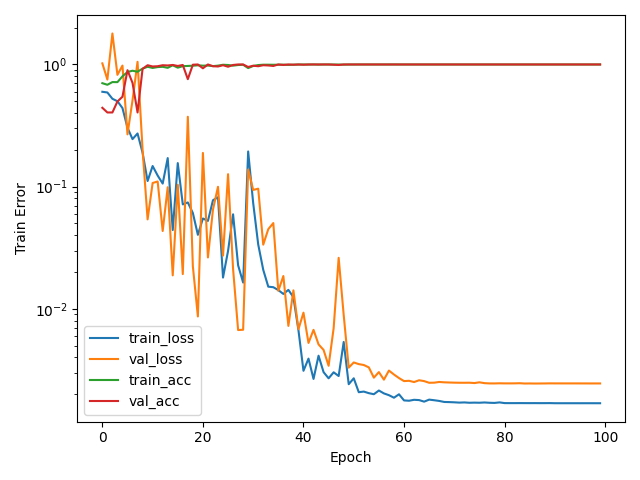 10⁰
10⁻¹
10⁻²
Train Error
train_loss
val_loss
train_acc
val_acc
0 20 40 60 80 100
Epoch